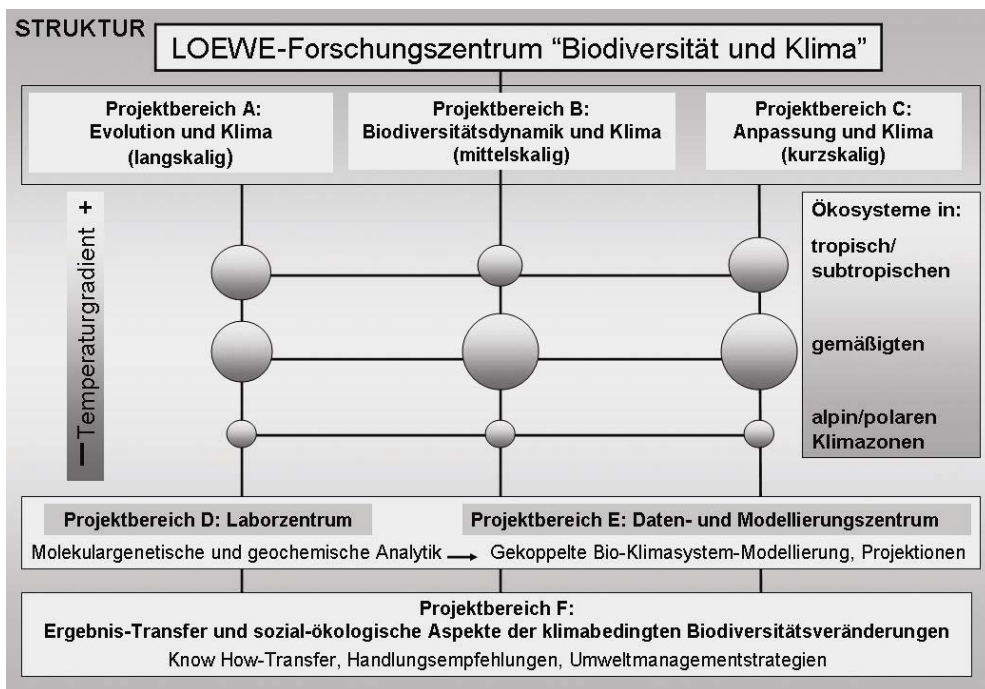 STRUKTUR
LOEWE-Forschungszentrum “Biodiversität und Klima”
Projektbereich A:
Evolution und Klima
(langskalig)
Projektbereich B:
Biodiversitätsdynamik und Klima
(mittelskalig)
Projektbereich C:
Anpassung und Klima
(kurzskalig)
— Temperaturgradient +
Ökosysteme in:
tropisch/
subtropischen
gemäßigten
alpin/polaren
Klimazonen
Projektbereich D: Laborzentrum
Projektbereich E: Daten- und Modellierungszentrum
Molekulargenetische und geochemische Analytik → Gekoppelte Bio-Klimasystem-Modellierung, Projektionen
Projektbereich F:
Ergebnis-Transfer und sozial-ökologische Aspekte der klimabedingten Biodiversitätsveränderungen
Know How-Transfer, Handlungsempfehlungen, Umweltmanagementstrategien